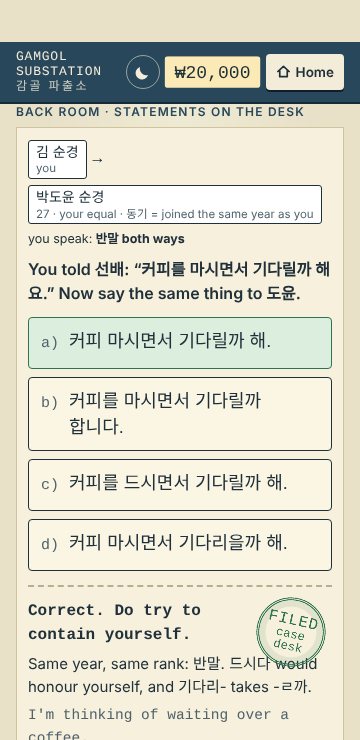 GAMGOL
SUBSTATION
감골 파출소
₩20,000
Home
BACK ROOM · STATEMENTS ON THE DESK
김 순경
you
→
박도윤 순경
27 · your equal · 동기 = joined the same year as you
you speak: 반말 both ways
You told 선배: “커피를 마시면서 기다릴까 해
요.” Now say the same thing to 도윤.
a) 커피 마시면서 기다릴까 해.
b) 커피를 마시면서 기다릴까
합니다.
c) 커피를 드시면서 기다릴까 해.
d) 커피 마시면서 기다리을까 해.
Correct. Do try to
contain yourself.
FILED
case
desk
Same year, same rank: 반말. 드시다 would
honour yourself, and 기다리- takes -ㄹ까.
I'm thinking of waiting over a
coffee.